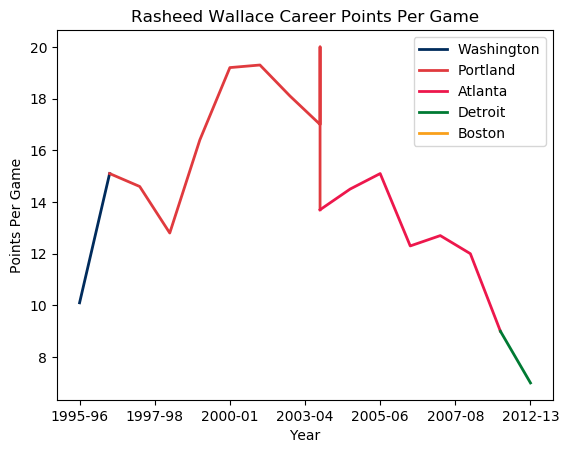 Rasheed Wallace Career Points Per Game
Points Per Game
20
18
16
14
12
10
8
Washington
Portland
Atlanta
Detroit
Boston
1995-96 1997-98 2000-01 2003-04 2005-06 2007-08 2012-13
Year